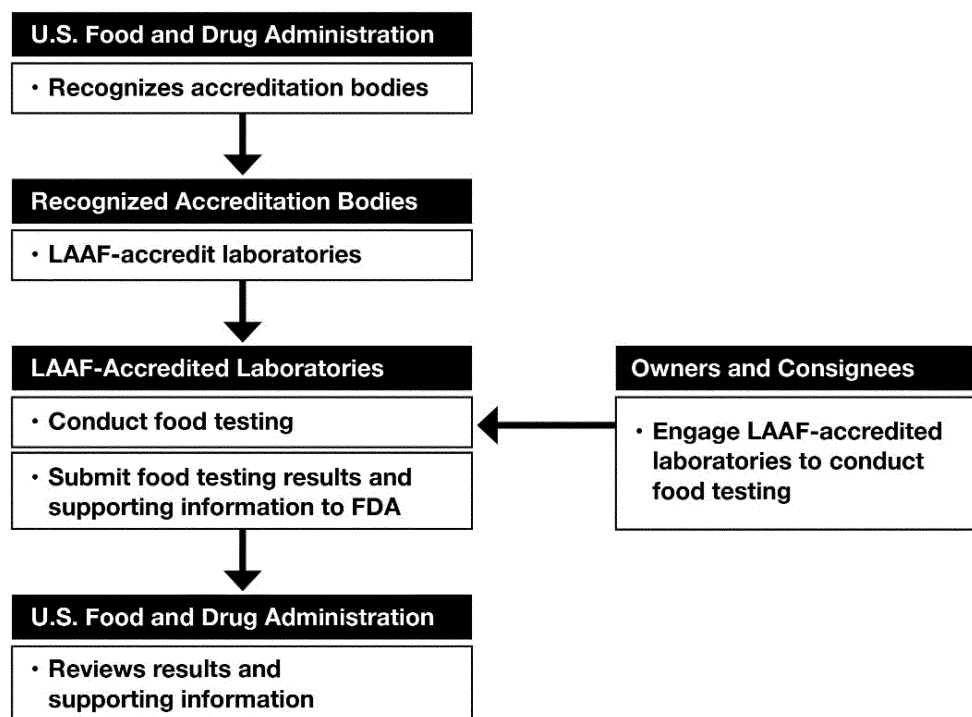 U.S. Food and Drug Administration
• Recognizes accreditation bodies
Recognized Accreditation Bodies
• LAAF-accredit laboratories
LAAF-Accredited Laboratories
• Conduct food testing
• Submit food testing results and
supporting information to FDA
Owners and Consignees
• Engage LAAF-accredited
laboratories to conduct
food testing
U.S. Food and Drug Administration
• Reviews results and
supporting information